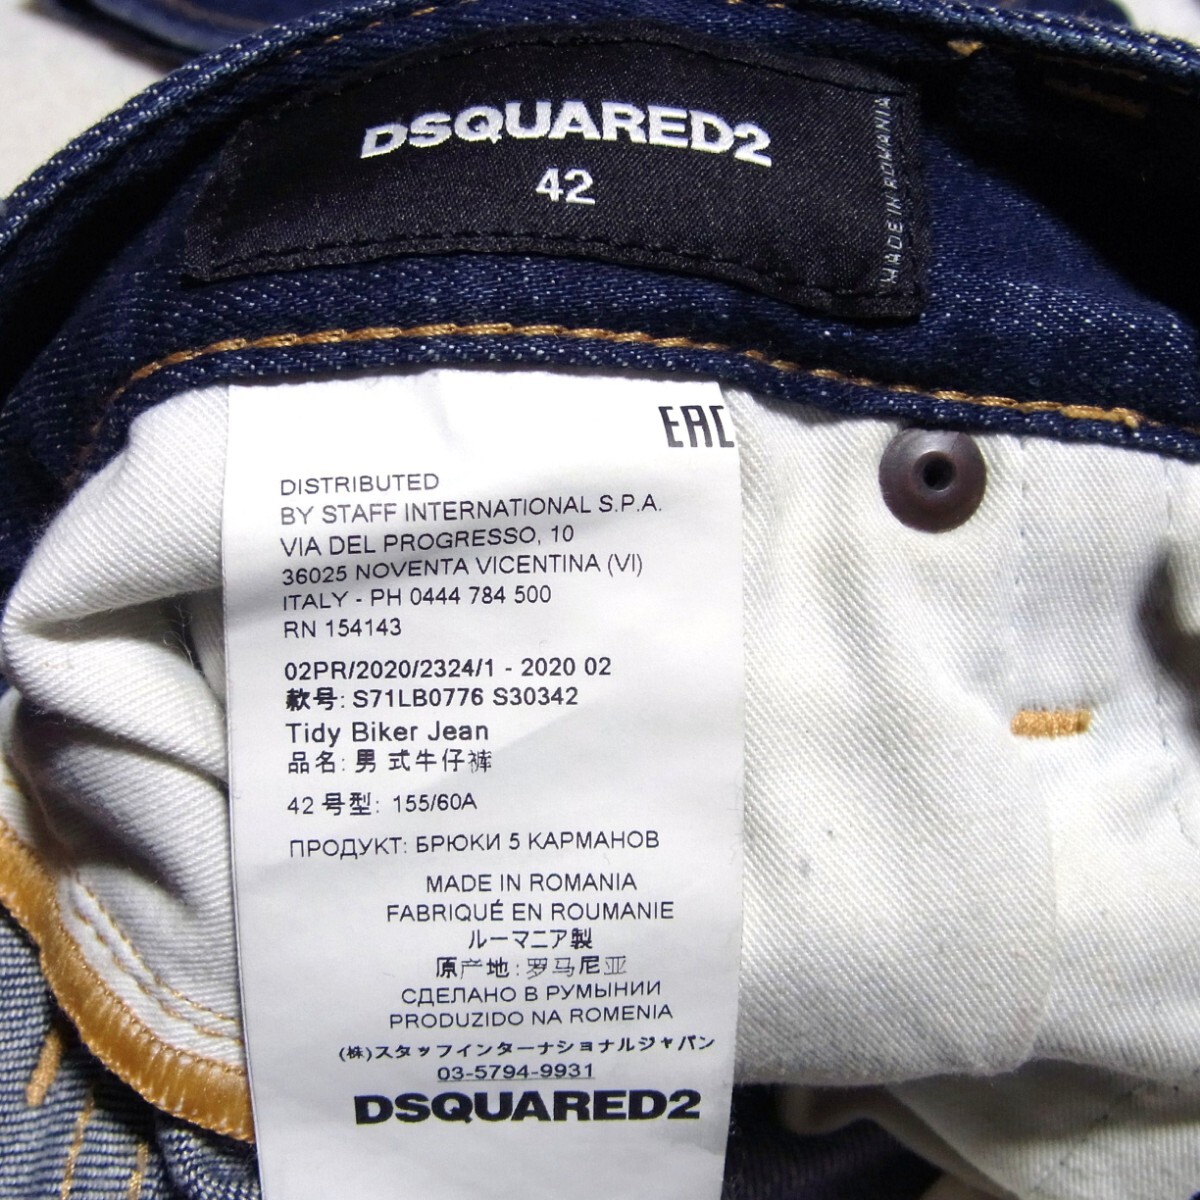 DSQUARED2
42
MADE IN ROMANIA
EAC
DISTRIBUTED
BY STAFF INTERNATIONAL S.P.A.
VIA DEL PROGRESSO, 10
36025 NOVENTA VICENTINA (VI)
ITALY - PH 0444 784 500
RN 154143
02PR/2020/2324/1 - 2020 02
款号: S71LB0776 S30342
Tidy Biker Jean
品名: 男 式牛仔裤
42 号型: 155/60A
ПРОДУКТ: БРЮКИ 5 КАРМАНОВ
MADE IN ROMANIA
FABRIQUÉ EN ROUMANIE
ルーマニア製
原产地: 罗马尼亚
СДЕЛАНО В РУМЫНИИ
PRODUZIDO NA ROMENIA
(株)スタッフインターナショナルジャパン
03-5794-9931
DSQUARED2